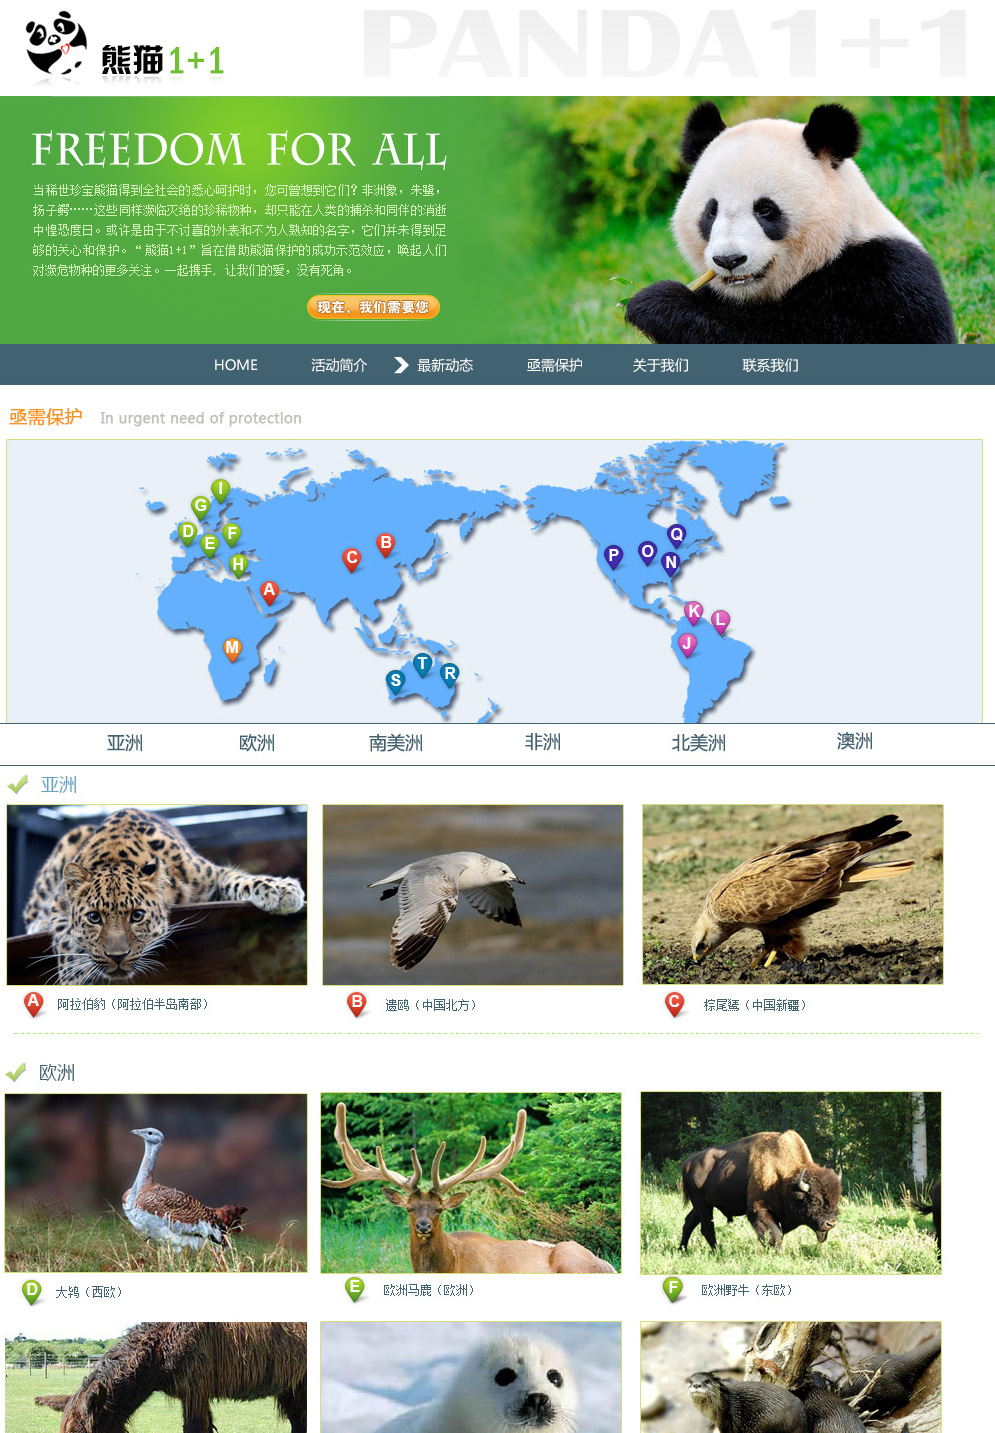 熊猫1+1
PANDA1+1
FREEDOM FOR ALL
当稀世珍宝熊猫得到全社会的悉心呵护时，您可曾想到它们？非洲象，朱鹭，
扬子鳄……这些同样濒临灭绝的珍稀物种，却只能在人类的捕杀和同伴的消逝
中惶恐度日。或许是由于不讨喜的外表和不为人熟知的名字，它们并未得到足
够的关心和保护。“熊猫1+1”旨在借助熊猫保护的成功示范效应，唤起人们
对濒危物种的更多关注。一起携手，让我们的爱，没有死角。
现在，我们需要您
HOME 活动简介 最新动态 亟需保护 关于我们 联系我们
亟需保护 In urgent need of protection
I
G
D
E
F
H
A
B
C
M
S
T
R
P
O
Q
N
K
L
J
亚洲 欧洲 南美洲 非洲 北美洲 澳洲
亚洲
A 阿拉伯豹（阿拉伯半岛南部）
B 遗鸥（中国北方）
C 棕尾鵟（中国新疆）
欧洲
D 大鸨（西欧）
E 欧洲马鹿（欧洲）
F 欧洲野牛（东欧）